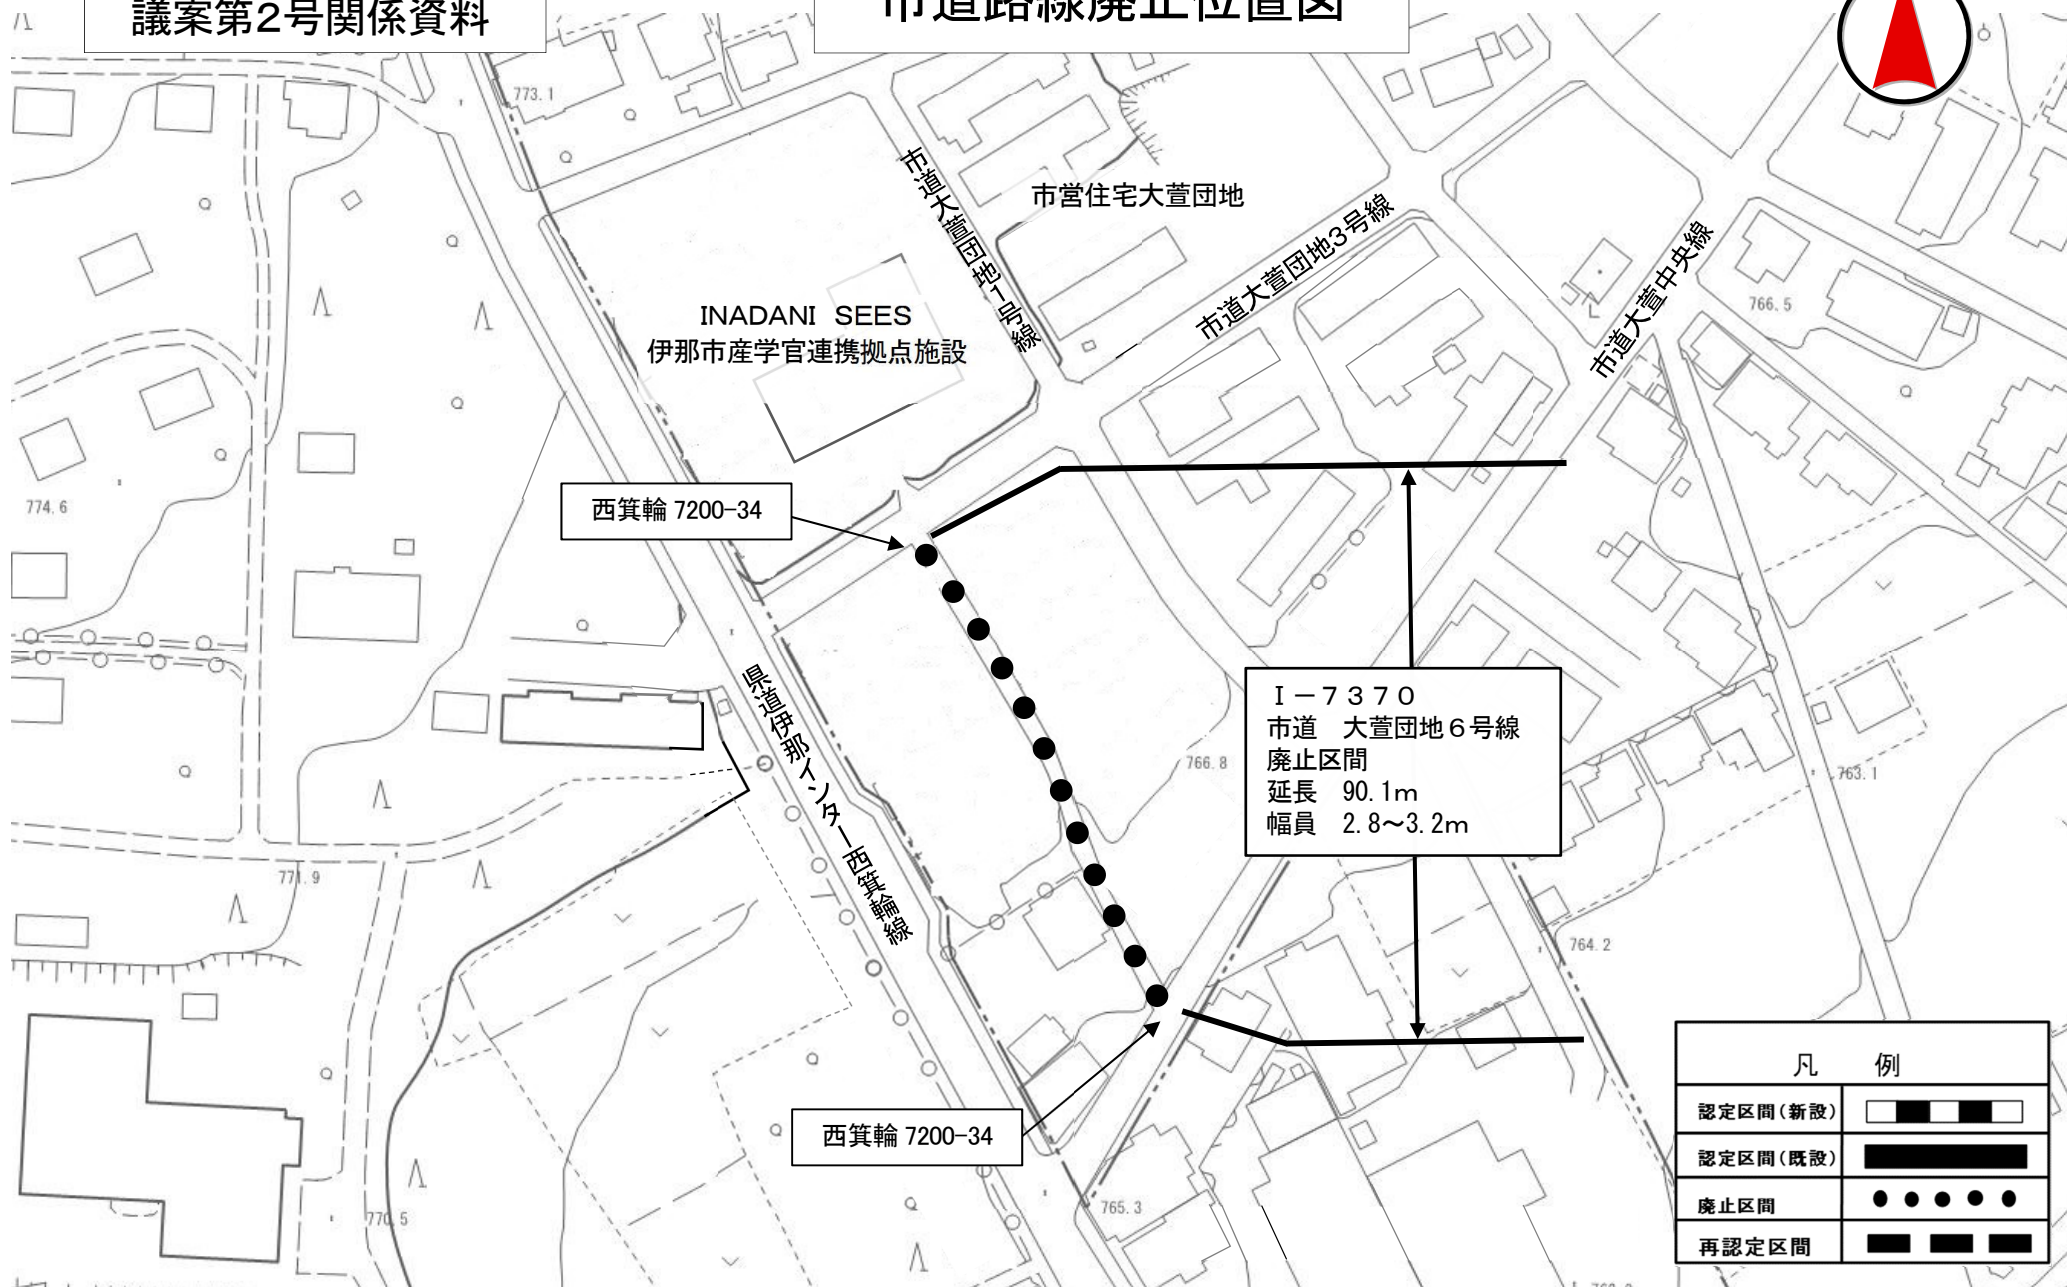 議案第2号関係資料
市道路線廃止位置図
773.1
市道大萱団地1号線
市営住宅大萱団地
市道大萱団地3号線
市道大萱中央線
766.5
INADANI SEES
伊那市産学官連携拠点施設
774.6
西箕輪 7200-34
県道伊那インター西箕輪線
766.8
I－7370
市道　大萱団地6号線
廃止区間
延長　90.1m
幅員　2.8～3.2m
763.1
771.9
764.2
西箕輪 7200-34
765.3
770.5
凡　例
認定区間(新設)
認定区間(既設)
廃止区間
再認定区間